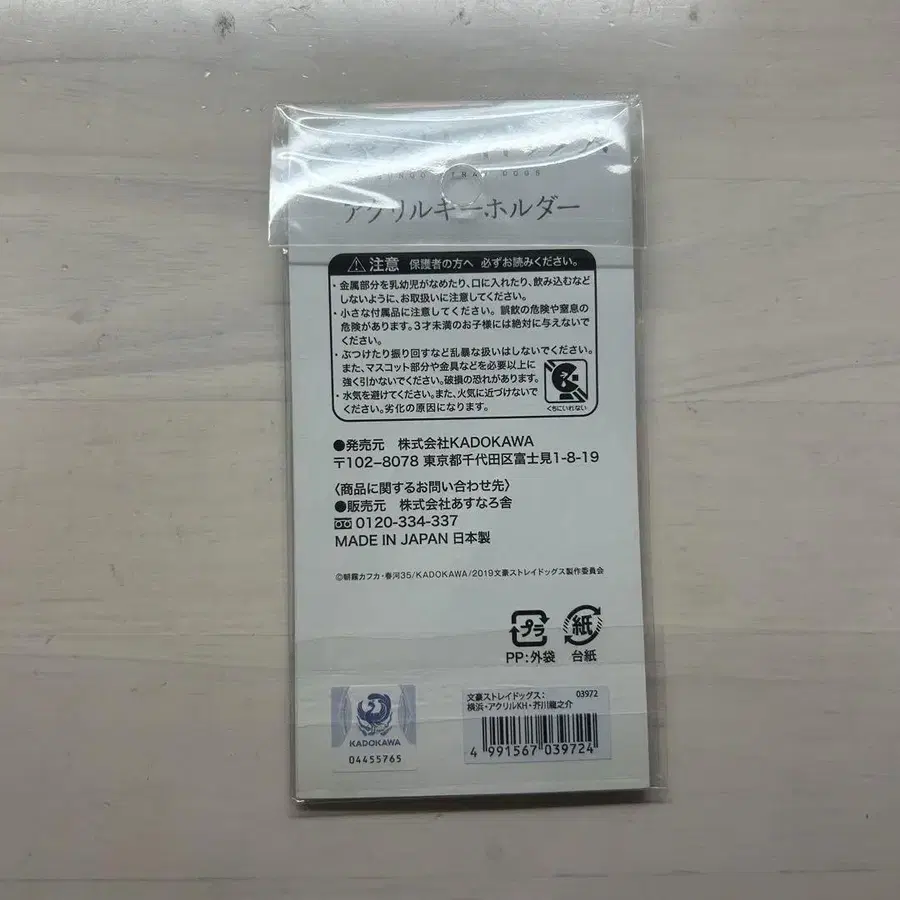 アクリルキーホルダー
注意 保護者の方へ 必ずお読みください。
・金属部分を乳幼児がなめたり、口に入れたり、飲み込むなど
しないように、お取扱いに注意してください。
・小さな付属品に注意してください。誤飲の危険や窒息の
危険があります。3才未満のお子様には絶対に与えないで
ください。
・ぶつけたり振り回すなど乱暴な扱いはしないでください。
また、マスコット部分や金具などを必要以上に
強く引かないでください。破損の恐れがあります。
・水気を避けてください。また、火気に近づけないで
ください。劣化の原因になります。
くちにいれない
●発売元 株式会社KADOKAWA
〒102-8078 東京都千代田区富士見1-8-19
〈商品に関するお問い合わせ先〉
●販売元 株式会社あすなろ舎
0120-334-337
MADE IN JAPAN 日本製
©朝霧カフカ・春河35/KADOKAWA/2019文豪ストレイドッグス製作委員会
プラ 紙
PP:外袋 台紙
KADOKAWA
04455765
文豪ストレイドッグス: 03972
横浜・アクリルKH・芥川龍之介
4 991567 039724